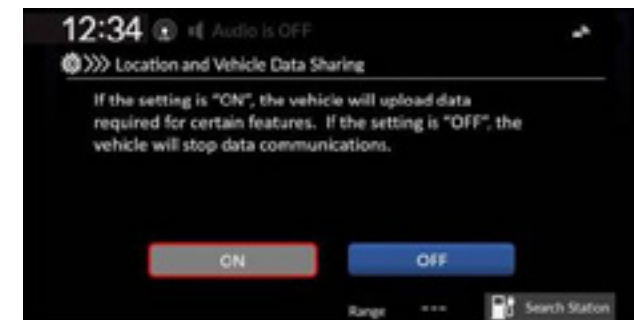 12:34 Audio is OFF
Location and Vehicle Data Sharing
If the setting is "ON", the vehicle will upload data
required for certain features. If the setting is "OFF", the
vehicle will stop data communications.
ON OFF
Range --- Search Station